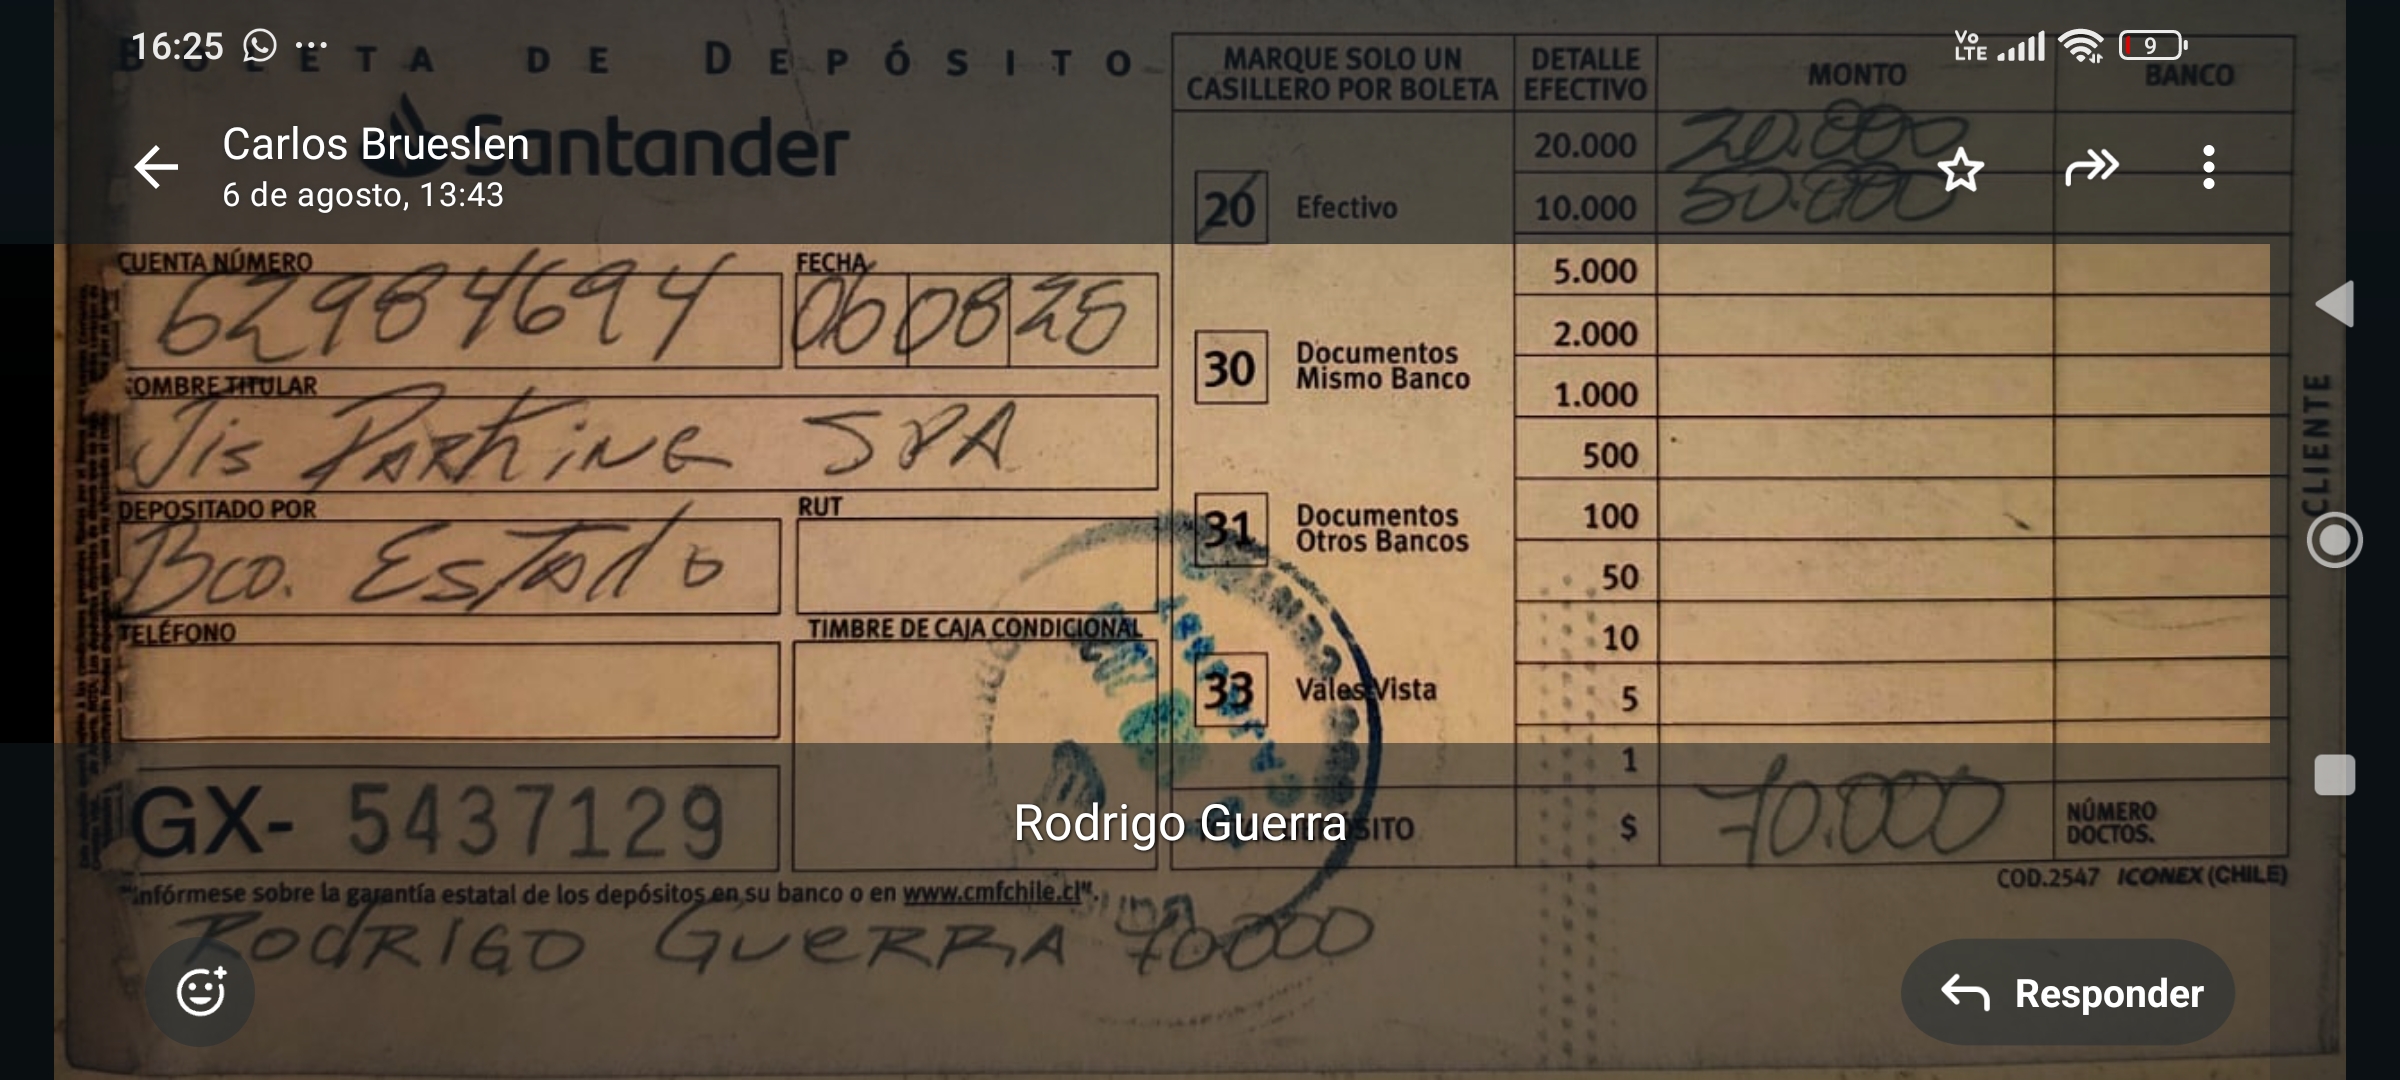 16:25
VoLTE
9
BOLETA DE DEPÓSITO
Santander
Carlos Brueslen
6 de agosto, 13:43
CUENTA NÚMERO
62984694
FECHA
06 08 25
NOMBRE TITULAR
Jis Parking SPA
DEPOSITADO POR
Bco. Estado
RUT
TELÉFONO
TIMBRE DE CAJA CONDICIONAL
GX- 5437129
Rodrigo Guerra
"Infórmese sobre la garantía estatal de los depósitos en su banco o en www.cmfchile.cl".
RODRIGO GUERRA 70000
MARQUE SOLO UN
CASILLERO POR BOLETA
20 Efectivo
30 Documentos
Mismo Banco
31 Documentos
Otros Bancos
33 Vales Vista
DETALLE
EFECTIVO
MONTO
BANCO
20.000 20.000
10.000 50.000
5.000
2.000
1.000
500
100
50
10
5
1
$ 70.000
NÚMERO
DOCTOS.
COD.2547 ICONEX (CHILE)
CLIENTE
Responder